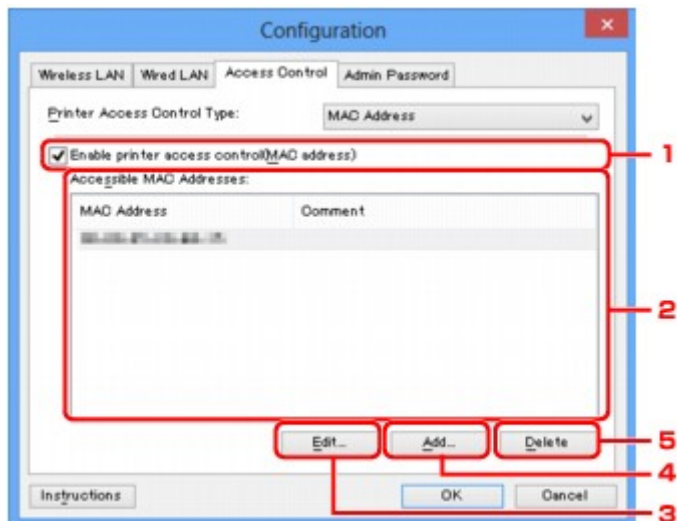 Configuration
Wireless LAN Wired LAN Access Control Admin Password
Printer Access Control Type: MAC Address
Enable printer access control(MAC address) 1
Accessible MAC Addresses:
MAC Address Comment
2
Edit... Add... Delete 5
4
Instructions OK Cancel
3